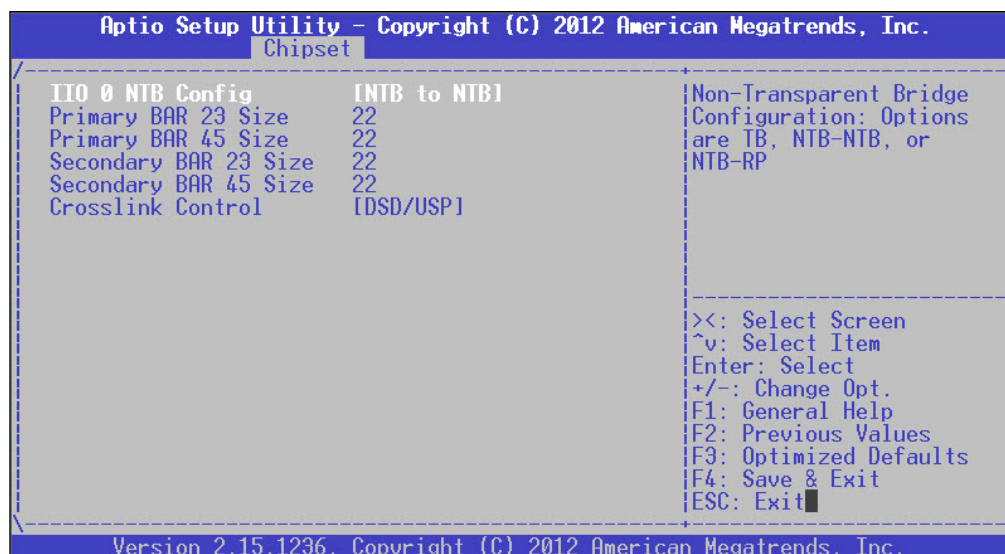 Aptio Setup Utility – Copyright (C) 2012 American Megatrends, Inc.
Chipset
IIO 0 NTB Config [NTB to NTB]
Primary BAR 23 Size 22
Primary BAR 45 Size 22
Secondary BAR 23 Size 22
Secondary BAR 45 Size 22
Crosslink Control [DSD/USP]
Non-Transparent Bridge
Configuration: Options
are TB, NTB-NTB, or
NTB-RP
><: Select Screen
^v: Select Item
Enter: Select
+/-: Change Opt.
F1: General Help
F2: Previous Values
F3: Optimized Defaults
F4: Save & Exit
ESC: Exit
Version 2.15.1236. Copyright (C) 2012 American Megatrends, Inc.